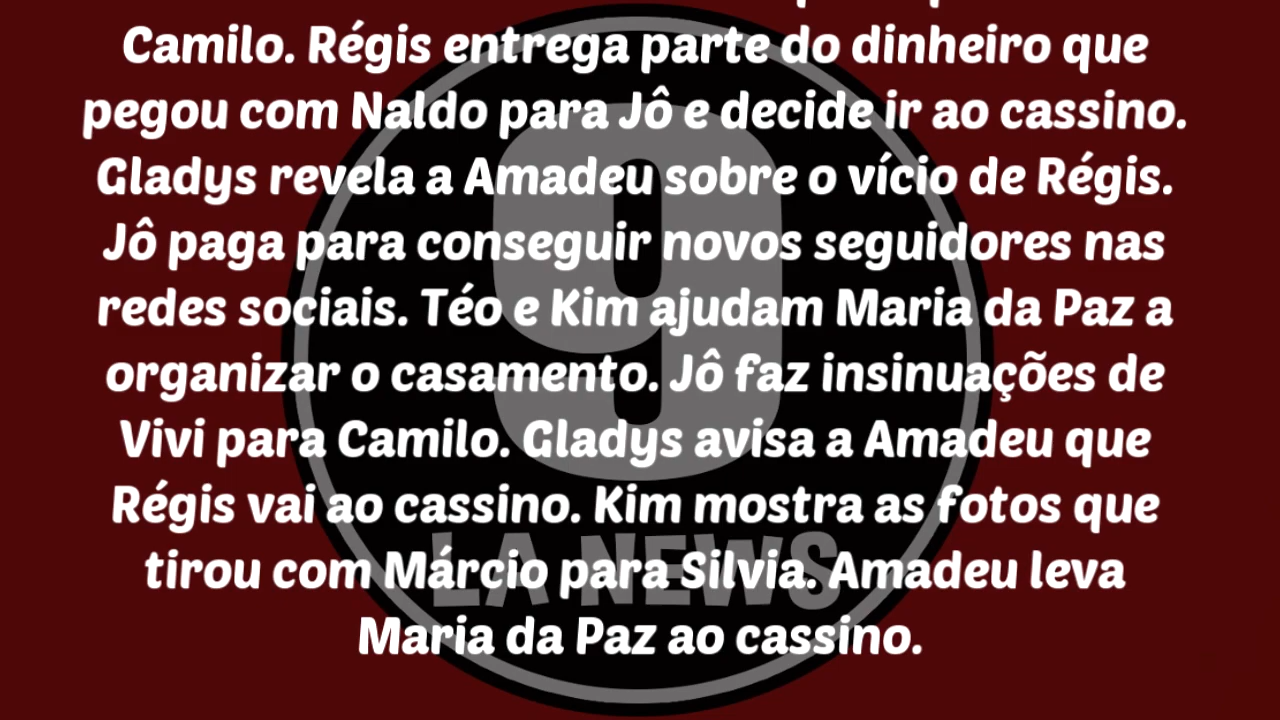 Camilo. Régis entrega parte do dinheiro que
pegou com Naldo para Jô e decide ir ao cassino.
Gladys revela a Amadeu sobre o vício de Régis.
Jô paga para conseguir novos seguidores nas
redes sociais. Téo e Kim ajudam Maria da Paz a
organizar o casamento. Jô faz insinuações de
Vivi para Camilo. Gladys avisa a Amadeu que
Régis vai ao cassino. Kim mostra as fotos que
tirou com Márcio para Silvia. Amadeu leva
Maria da Paz ao cassino.
9
LA NEWS